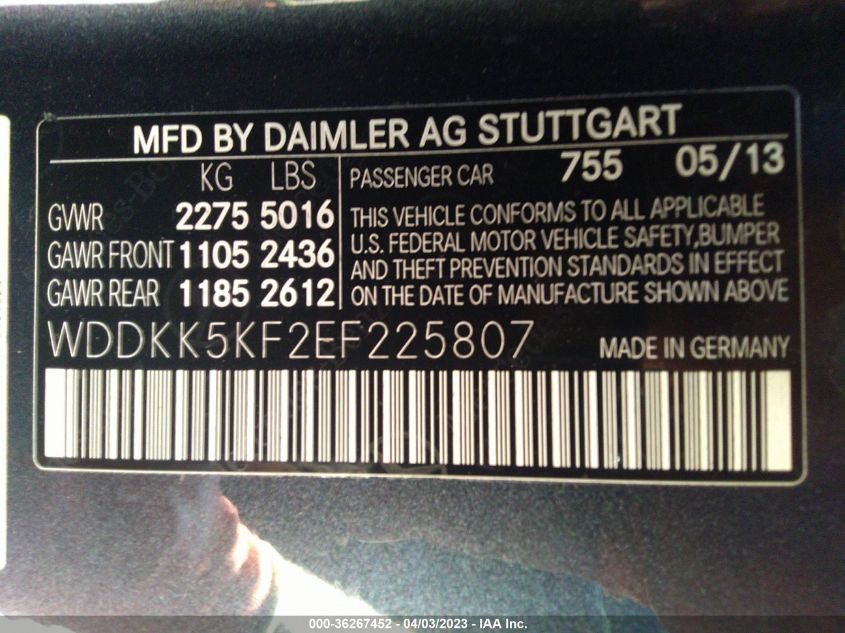 MFD BY DAIMLER AG STUTTGART
KG LBS
GVWR 2275 5016
GAWR FRONT 1105 2436
GAWR REAR 1185 2612
PASSENGER CAR 755 05/13
THIS VEHICLE CONFORMS TO ALL APPLICABLE
U.S. FEDERAL MOTOR VEHICLE SAFETY,BUMPER
AND THEFT PREVENTION STANDARDS IN EFFECT
ON THE DATE OF MANUFACTURE SHOWN ABOVE
WDDKK5KF2EF225807 MADE IN GERMANY
000-36267452 - 04/03/2023 - IAA Inc.